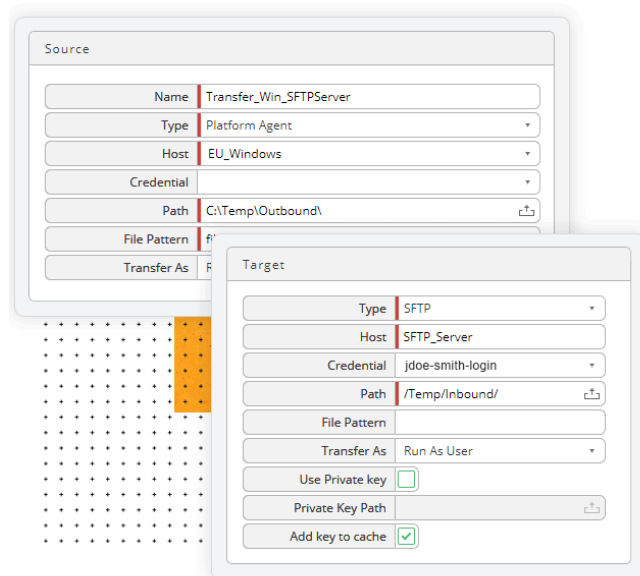 Source
Name Transfer_Win_SFTPServer
Type Platform Agent
Host EU_Windows
Credential
Path C:\Temp\Outbound\
File Pattern
Transfer As
Target
Type SFTP
Host SFTP_Server
Credential jdoe-smith-login
Path /Temp/Inbound/
File Pattern
Transfer As Run As User
Use Private key
Private Key Path
Add key to cache